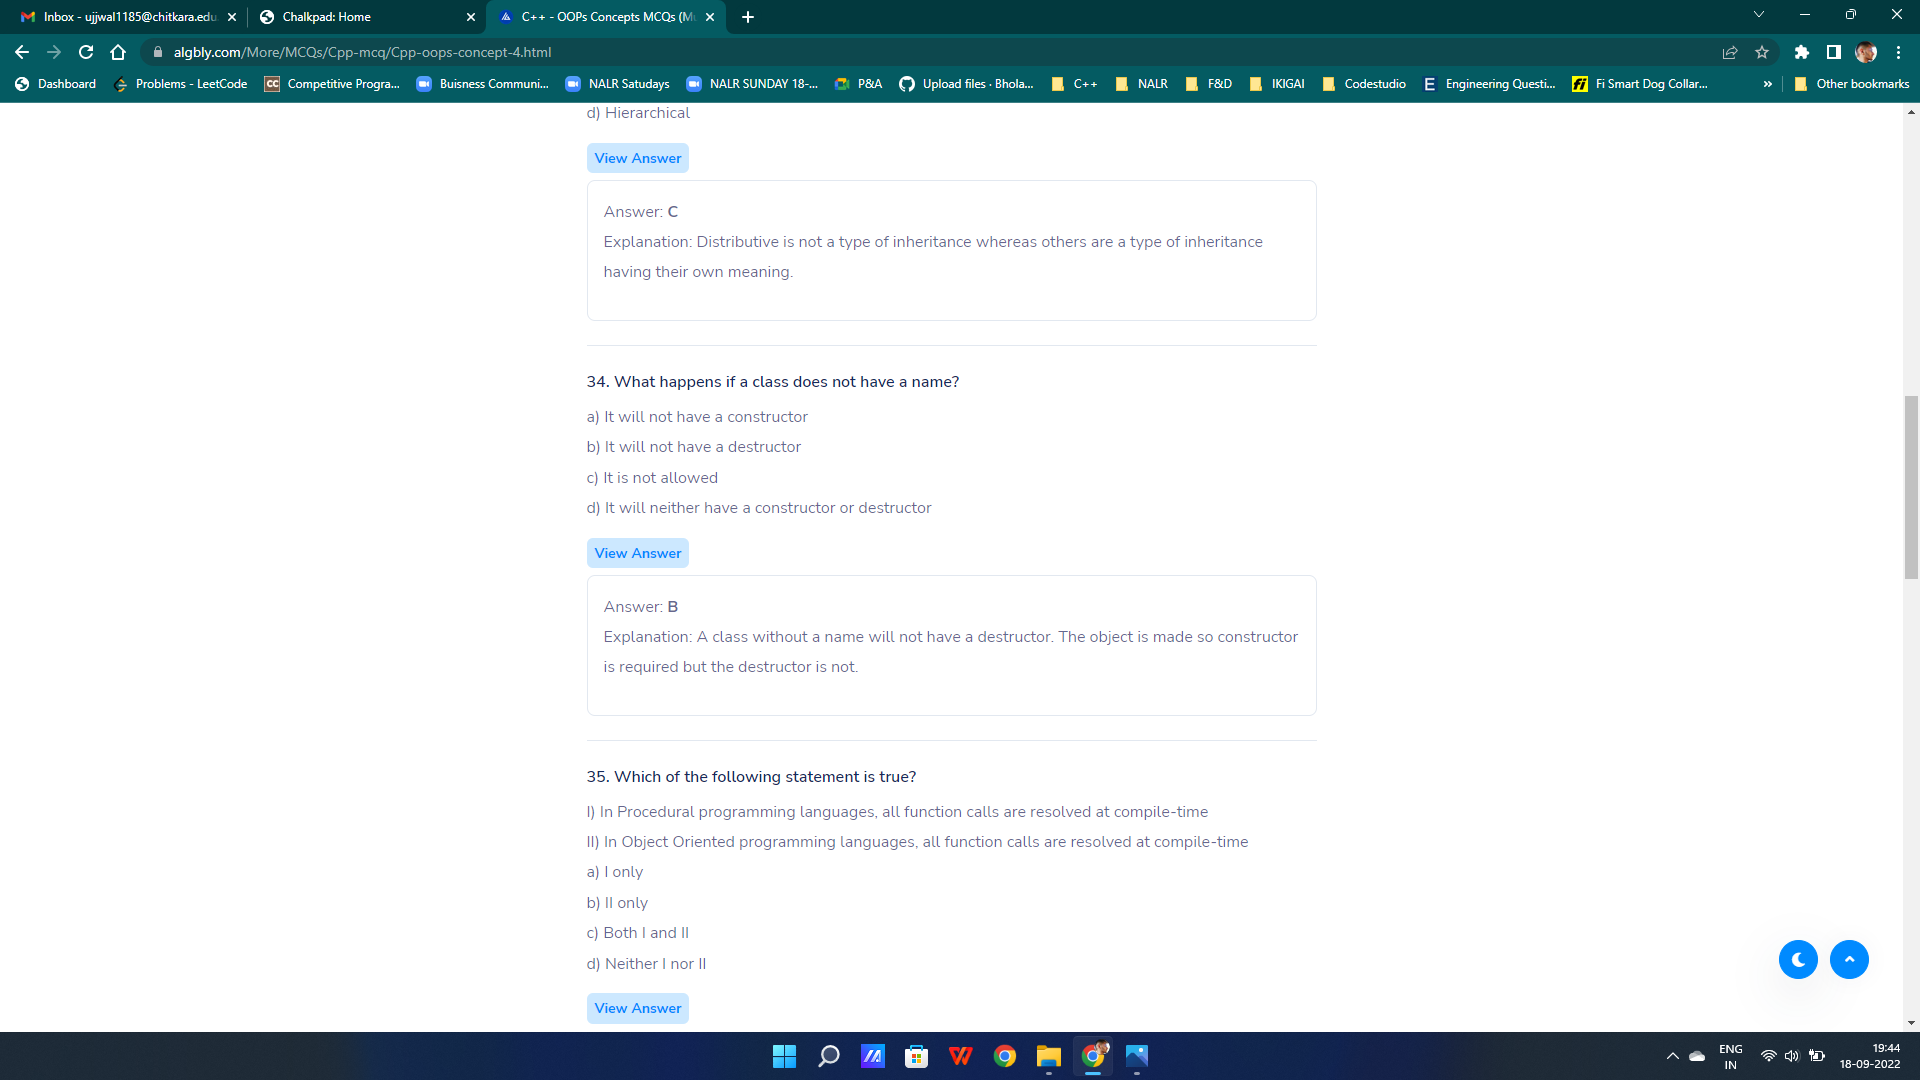 Inbox - ujjwal1185@chitkara.edu
Chalkpad: Home
C++ - OOPs Concepts MCQs (Mu
algbly.com/More/MCQs/Cpp-mcq/Cpp-oops-concept-4.html
Dashboard
Problems - LeetCode
CC Competitive Progra...
Buisness Communi...
NALR Satudays
NALR SUNDAY 18-...
P&A
Upload files · Bhola...
C++
NALR
F&D
IKIGAI
Codestudio
E Engineering Questi...
fi Fi Smart Dog Collar...
»
Other bookmarks
d) Hierarchical
View Answer
Answer: C
Explanation: Distributive is not a type of inheritance whereas others are a type of inheritance
having their own meaning.
34. What happens if a class does not have a name?
a) It will not have a constructor
b) It will not have a destructor
c) It is not allowed
d) It will neither have a constructor or destructor
View Answer
Answer: B
Explanation: A class without a name will not have a destructor. The object is made so constructor
is required but the destructor is not.
35. Which of the following statement is true?
I) In Procedural programming languages, all function calls are resolved at compile-time
II) In Object Oriented programming languages, all function calls are resolved at compile-time
a) I only
b) II only
c) Both I and II
d) Neither I nor II
View Answer
ENG
IN
19:44
18-09-2022